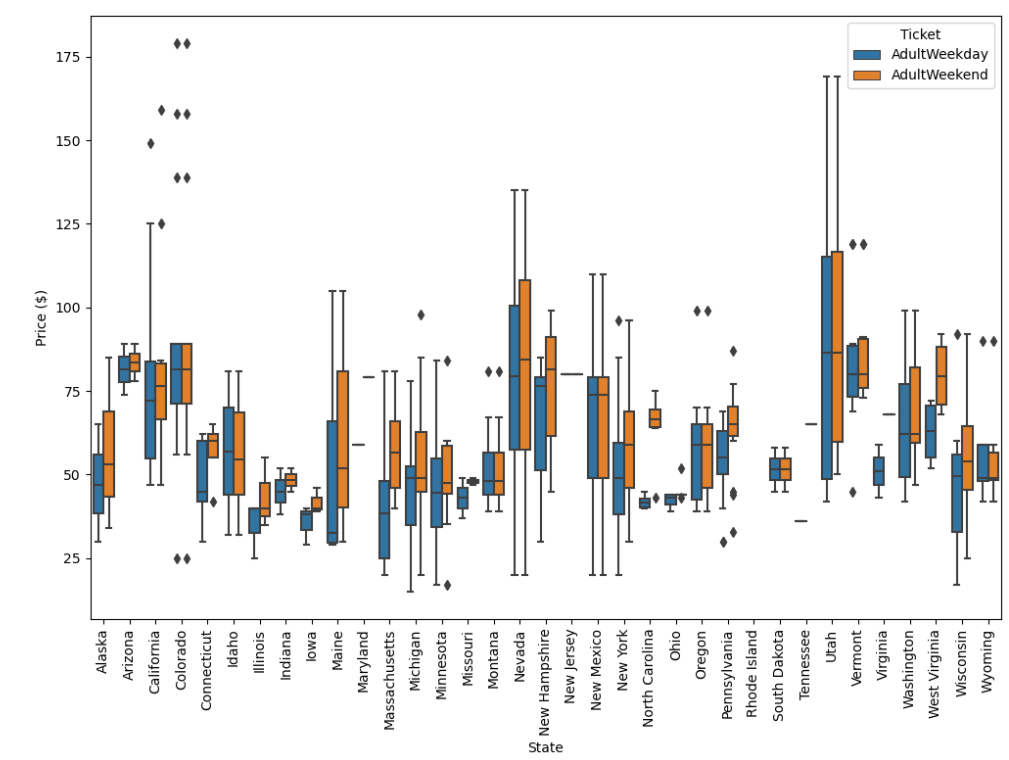 Ticket
AdultWeekday
AdultWeekend
Price ($)
175
150
125
100
75
50
25
Alaska
Arizona
California
Colorado
Connecticut
Idaho
Illinois
Indiana
Iowa
Maine
Maryland
Massachusetts
Michigan
Minnesota
Missouri
Montana
Nevada
New Hampshire
New Jersey
New Mexico
New York
North Carolina
Ohio
Oregon
Pennsylvania
Rhode Island
South Dakota
Tennessee
Utah
Vermont
Virginia
Washington
West Virginia
Wisconsin
Wyoming
State